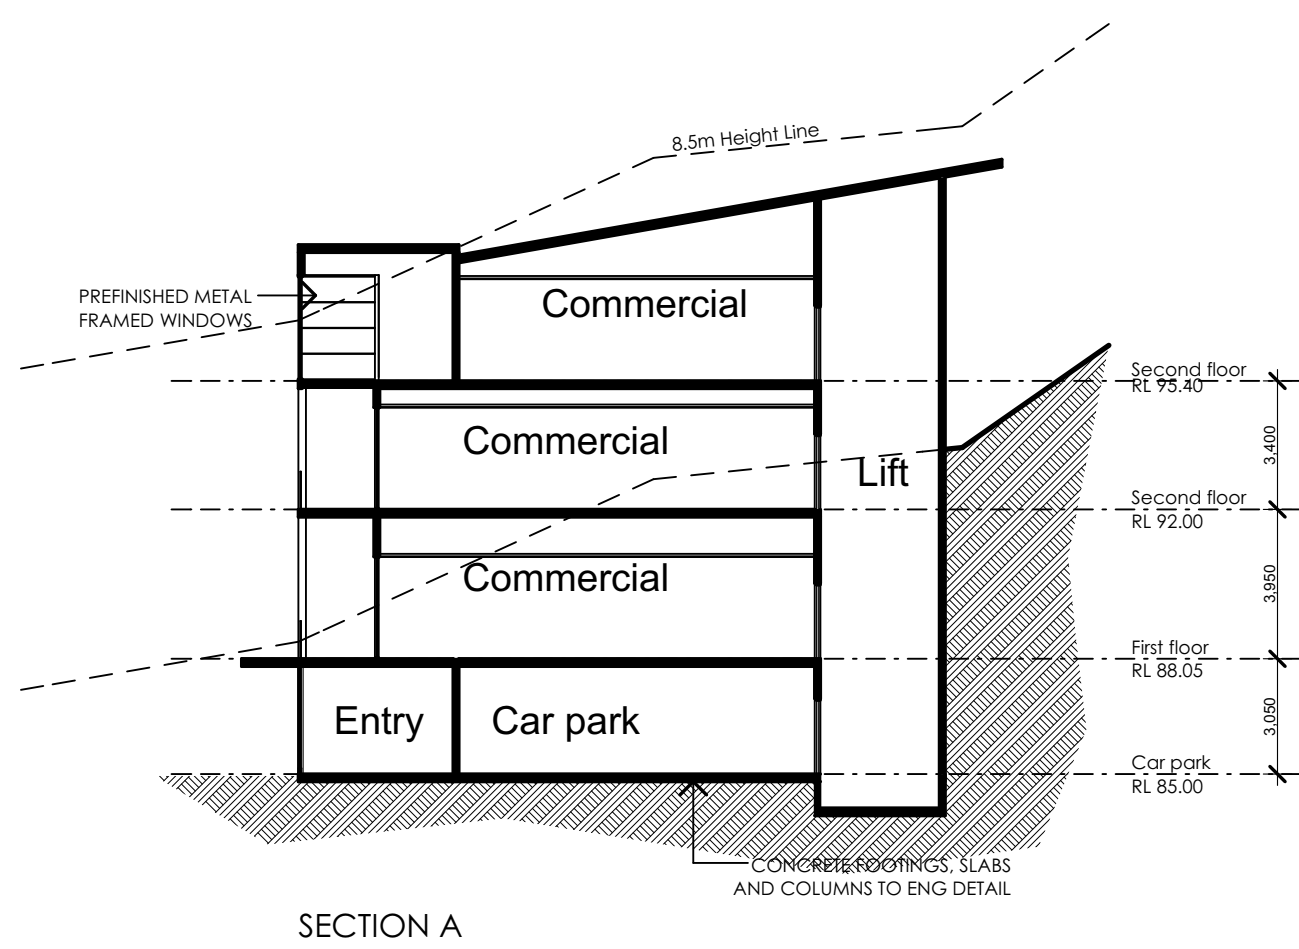 8.5m Height Line
PREFINISHED METAL
FRAMED WINDOWS
Commercial
Second floor
RL 95.40
3,400
Commercial
Lift
Second floor
RL 92.00
3,950
Commercial
First floor
RL 88.05
3,050
Entry
Car park
Car park
RL 85.00
CONCRETE FOOTINGS, SLABS
AND COLUMNS TO ENG DETAIL
SECTION A